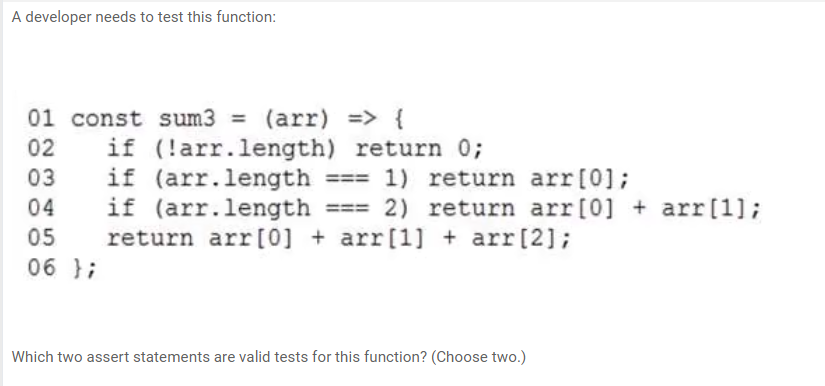 A developer needs to test this function:
01 const sum3 = (arr) => {
02 if (!arr.length) return 0;
03 if (arr.length === 1) return arr[0];
04 if (arr.length === 2) return arr[0] + arr[1];
05 return arr[0] + arr[1] + arr[2];
06 };
Which two assert statements are valid tests for this function? (Choose two.)